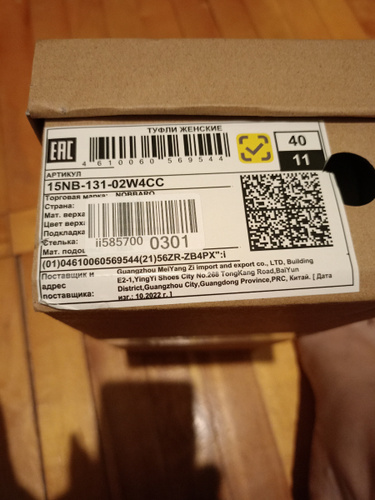 ТУФЛИ ЖЕНСКИЕ
EAC
4 610060 569544
40
11
АРТИКУЛ
15NB-131-02W4CC
Торговая марка: NOBBARO
Страна:
Мат. верха
Цвет верх
Подкладка
Стелька:
ii585700 0301
Мат. подош
(01)04610060569544(21)56ZR-ZB4PX":i
Поставщик и
адрес
поставщика:
Guangzhou MeiYang Zi import and export co., LTD, Building
E2-1,YingYi Shoes City No.268 TongKang Road,BaiYun
District,Guangzhou City,Guangdong Province,PRC, Китай. [ Дата
изг.: 10.2022 г. ]